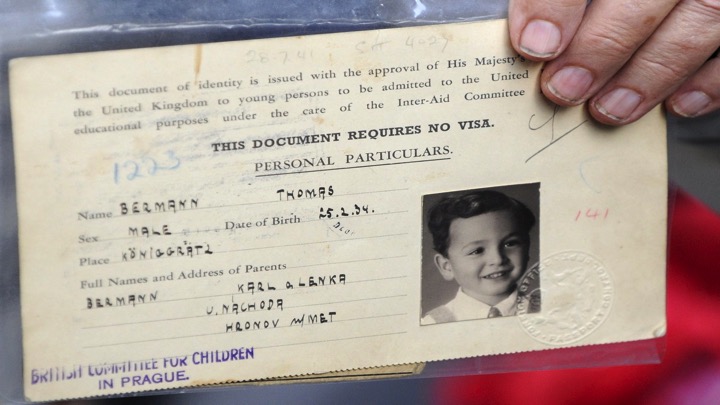 28.7.41
This document of identity is issued with the approval of His Majesty's
the United Kingdom to young persons to be admitted to the United
educational purposes under the care of the Inter-Aid Committee
THIS DOCUMENT REQUIRES NO VISA.
1223
PERSONAL PARTICULARS.
Name BERMANN THOMAS
Sex MALE Date of Birth 25.2.34.
Place KÖNIGGRÄTZ
Full Names and Address of Parents
BERMANN KARL & LENKA
U. NACHODA
HRONOV n/MET
141
BRITISH COMMITTEE FOR CHILDREN
IN PRAGUE.